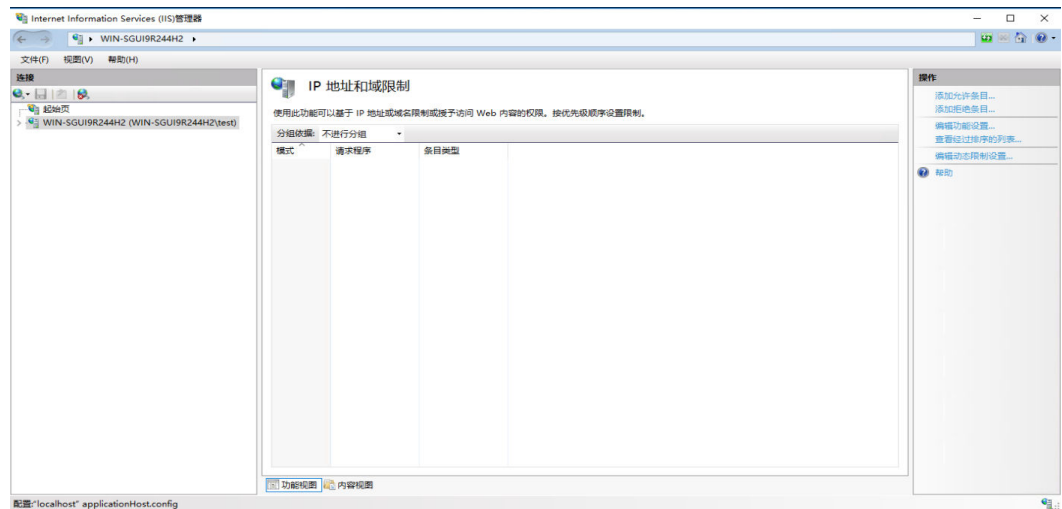 Internet Information Services (IIS)管理器
WIN-SGUI9R244H2
文件(F) 视图(V) 帮助(H)
连接
起始页
WIN-SGUI9R244H2 (WIN-SGUI9R244H2\test)
IP 地址和域限制
使用此功能可以基于 IP 地址或域名限制或授予访问 Web 内容的权限。按优先级顺序设置限制。
分组依据: 不进行分组
模式 请求程序 条目类型
功能视图 内容视图
操作
添加允许条目...
添加拒绝条目...
编辑功能设置...
查看经过排序的列表...
编辑动态限制设置...
帮助
配置:"localhost" applicationHost.config